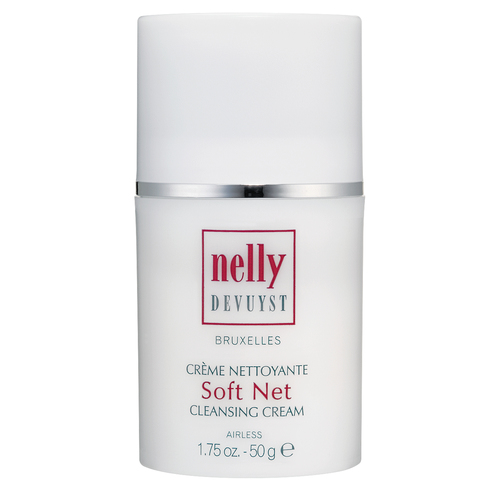 nelly
DEVUYST
BRUXELLES
CRÈME NETTOYANTE
Soft Net
CLEANSING CREAM
AIRLESS
1.75 oz. - 50 g ℮